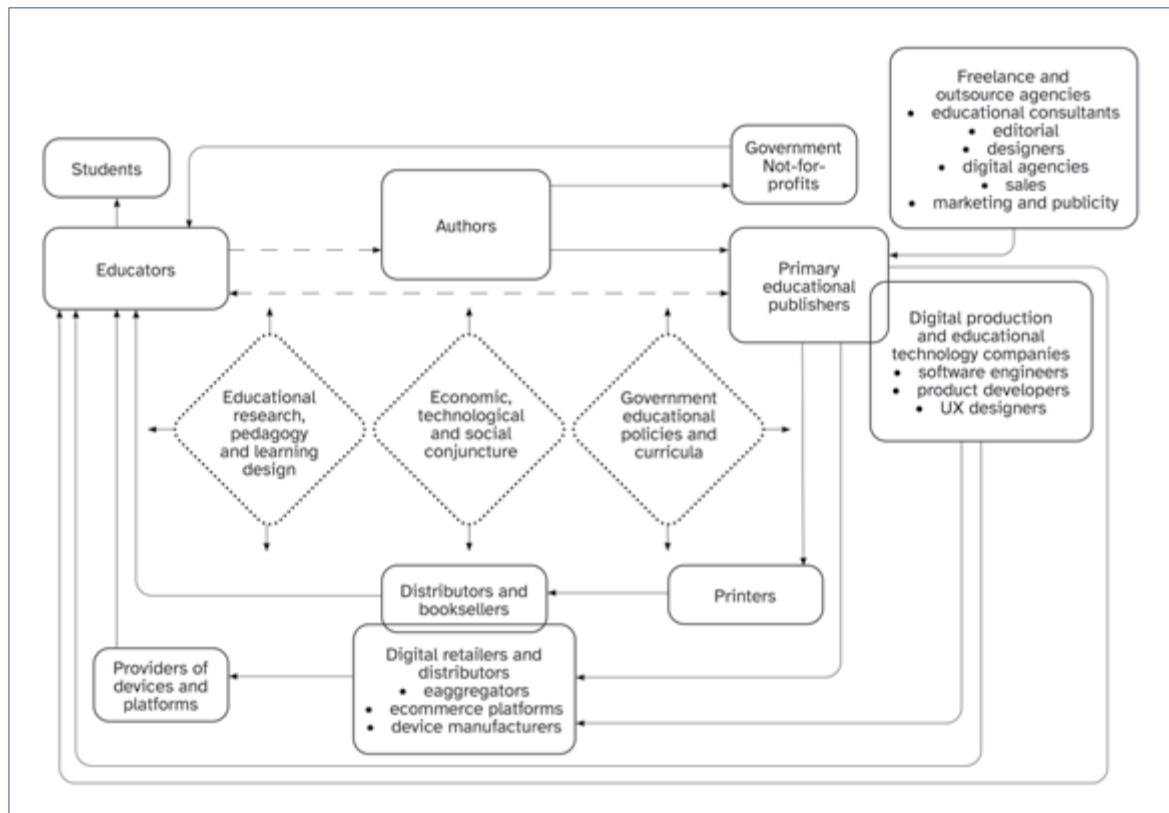 Freelance and
outsource agencies
• educational consultants
• editorial
• designers
• digital agencies
• sales
• marketing and publicity
Students
Government
Not-for-
profits
Authors
Educators
Primary
educational
publishers
Digital production
and educational
technology companies
• software engineers
• product developers
• UX designers
Educational
research,
pedagogy
and learning
design
Economic,
technological
and social
conjuncture
Government
educational
policies and
curricula
Distributors and
booksellers
Printers
Providers of
devices and
platforms
Digital retailers and
distributors
• eaggregators
• ecommerce platforms
• device manufacturers